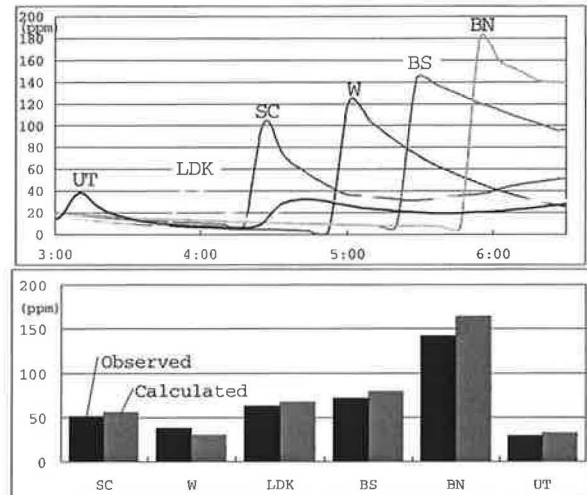 200
(ppm)
180
160
140
120
100
80
60
40
20
0
BN
BS
W
SC
LDK
UT
3:00 4:00 5:00 6:00
200
(ppm)
150
100
50
0
Observed
Calculated
SC W LDK BS BN UT